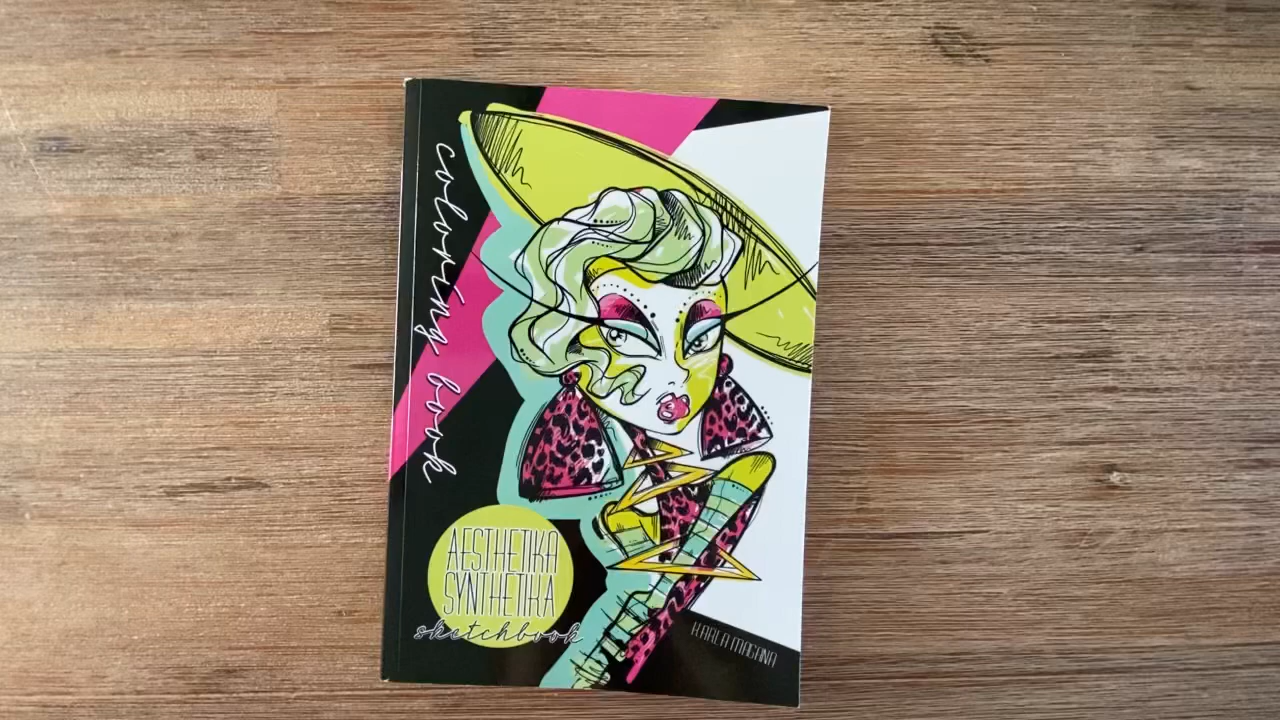 coloring book
AESTHETIKA
SYNTHETIKA
sketchbook
KARLA MAGANA